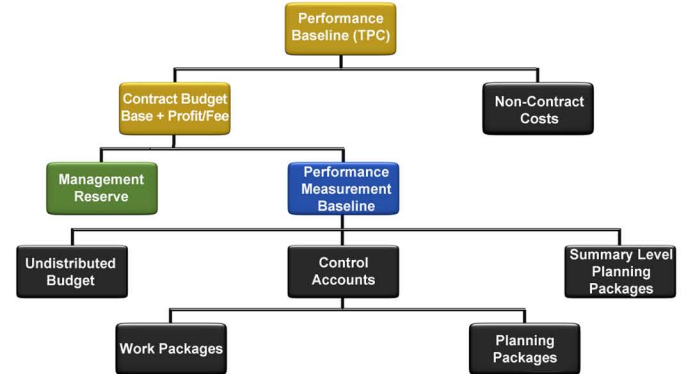 Performance
Baseline (TPC)
Contract Budget
Base + Profit/Fee
Non-Contract
Costs
Management
Reserve
Performance
Measurement
Baseline
Undistributed
Budget
Control
Accounts
Summary Level
Planning
Packages
Work Packages
Planning
Packages